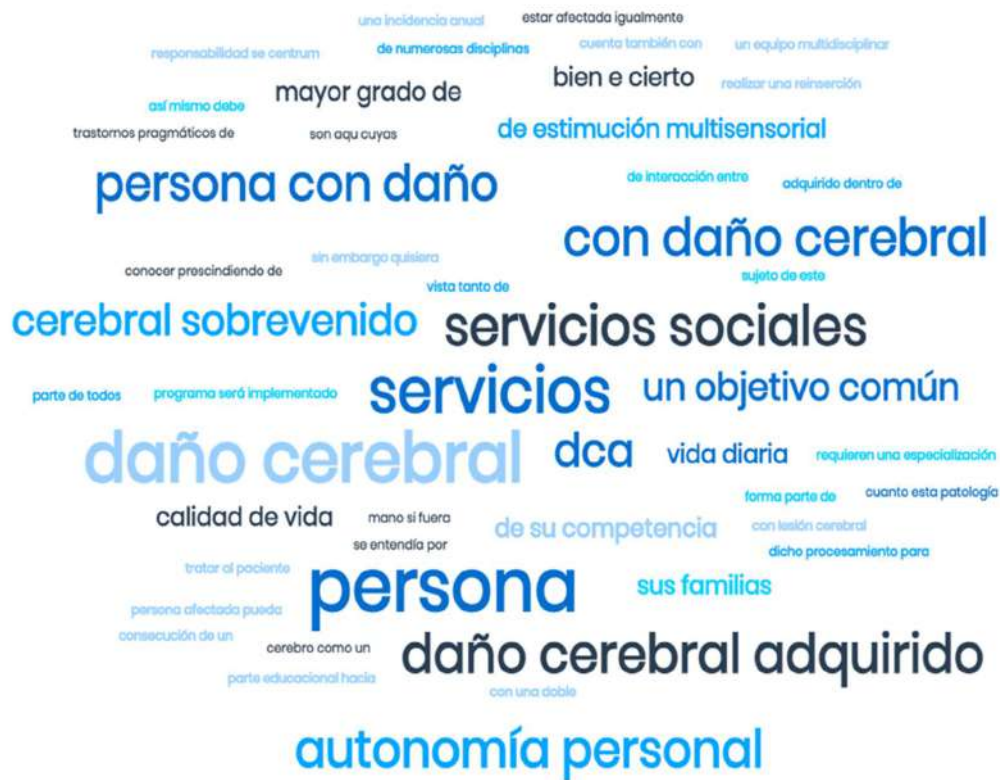 una incidencia anual
estar afectada igualmente
responsabilidad se centrum
de numerosas disciplinas
cuenta también con
un equipo multidisciplinar
mayor grado de
bien e cierto
realizar una reinserción
así mismo debe
trastornos pragmáticos de
son aqu cuyas
de estimución multisensorial
persona con daño
de interacción entre
adquirido dentro de
con daño cerebral
conocer prescindiendo de
sin embargo quisiera
sujeto de este
vista tanto de
cerebral sobrevenido
servicios sociales
parte de todos
programa será implementado
servicios
un objetivo común
daño cerebral
dca
vida diaria
requieren una especialización
forma parte de
cuanto esta patología
calidad de vida
mano si fuera
de su competencia
con lesión cerebral
se entendía por
dicho procesamiento para
tratar al paciente
persona
sus familias
persona afectada pueda
consecución de un
cerebro como un
daño cerebral adquirido
parte educacional hacia
con una doble
autonomía personal